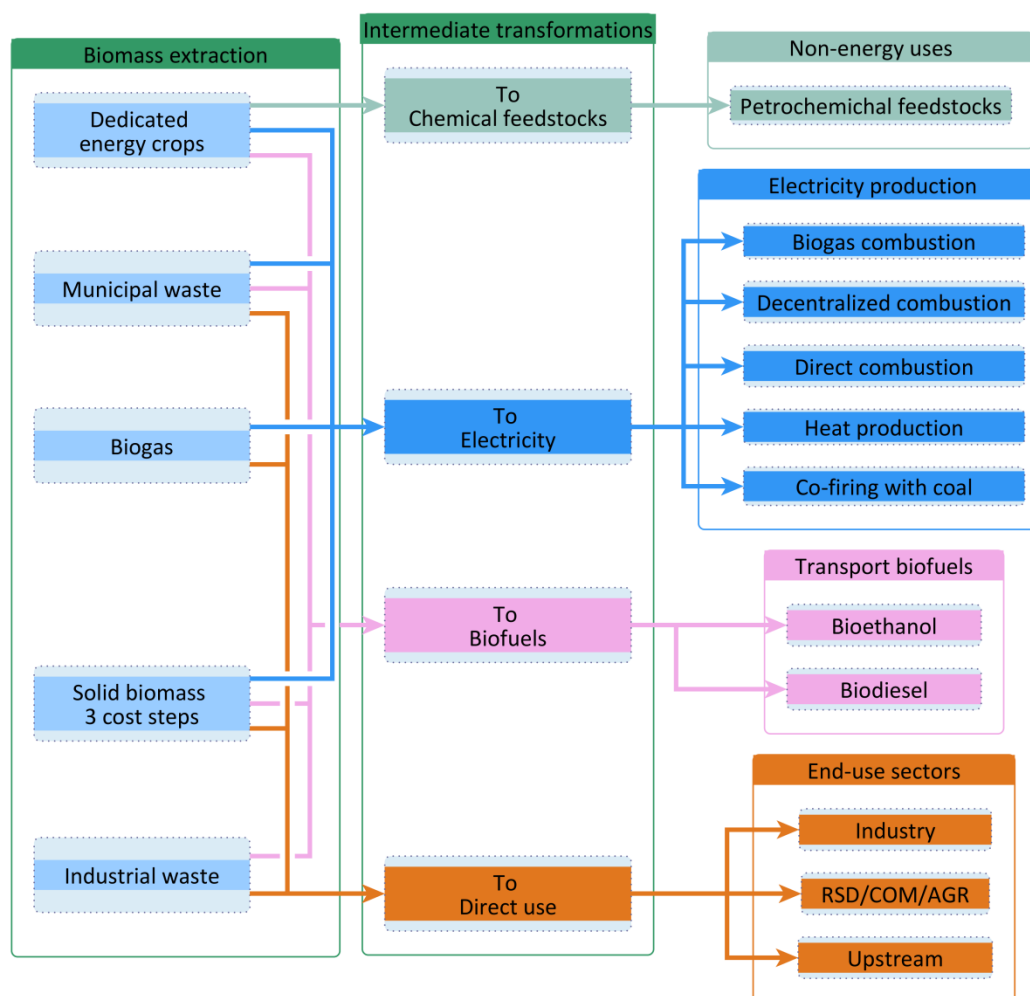 Biomass extraction
Dedicated
energy crops
Municipal waste
Biogas
Solid biomass
3 cost steps
Industrial waste
Intermediate transformations
To
Chemical feedstocks
To
Electricity
To
Biofuels
To
Direct use
Non-energy uses
Petrochemichal feedstocks
Electricity production
Biogas combustion
Decentralized combustion
Direct combustion
Heat production
Co-firing with coal
Transport biofuels
Bioethanol
Biodiesel
End-use sectors
Industry
RSD/COM/AGR
Upstream